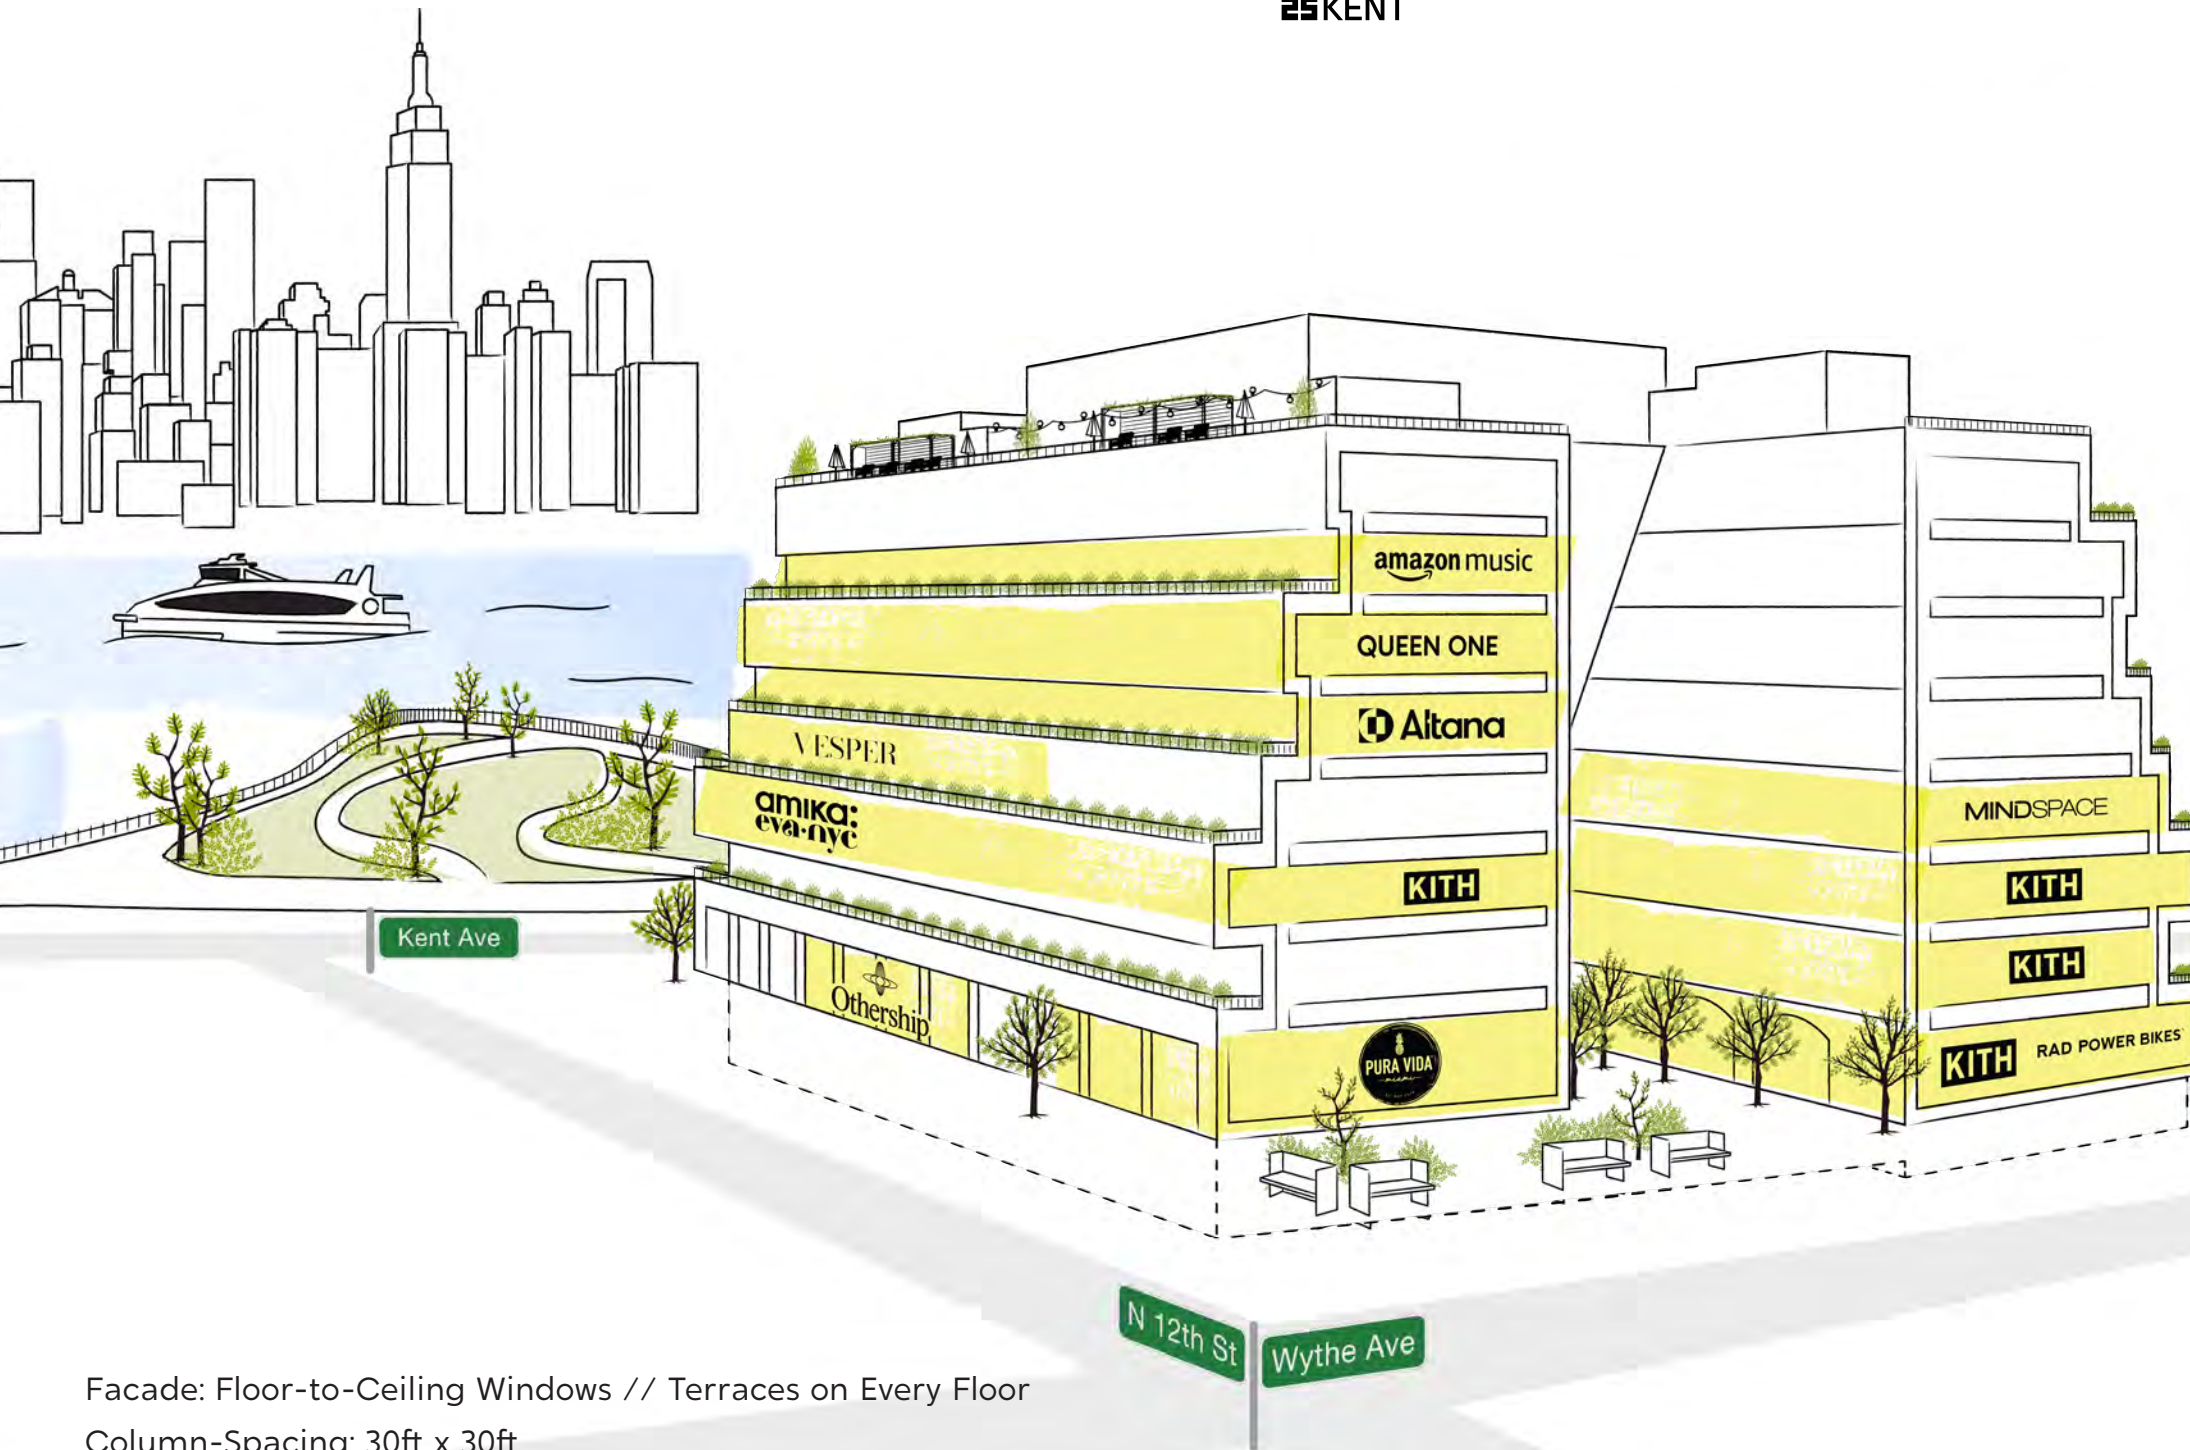 25KENT
amazon music
QUEEN ONE
Altana
VESPER
amika:
eva·nyc
MINDSPACE
KITH
KITH
KITH
Kent Ave
Othership
PURA VIDA
miami
KITH
RAD POWER BIKES
N 12th St
Wythe Ave
Facade: Floor-to-Ceiling Windows // Terraces on Every Floor
Column-Spacing: 30ft x 30ft